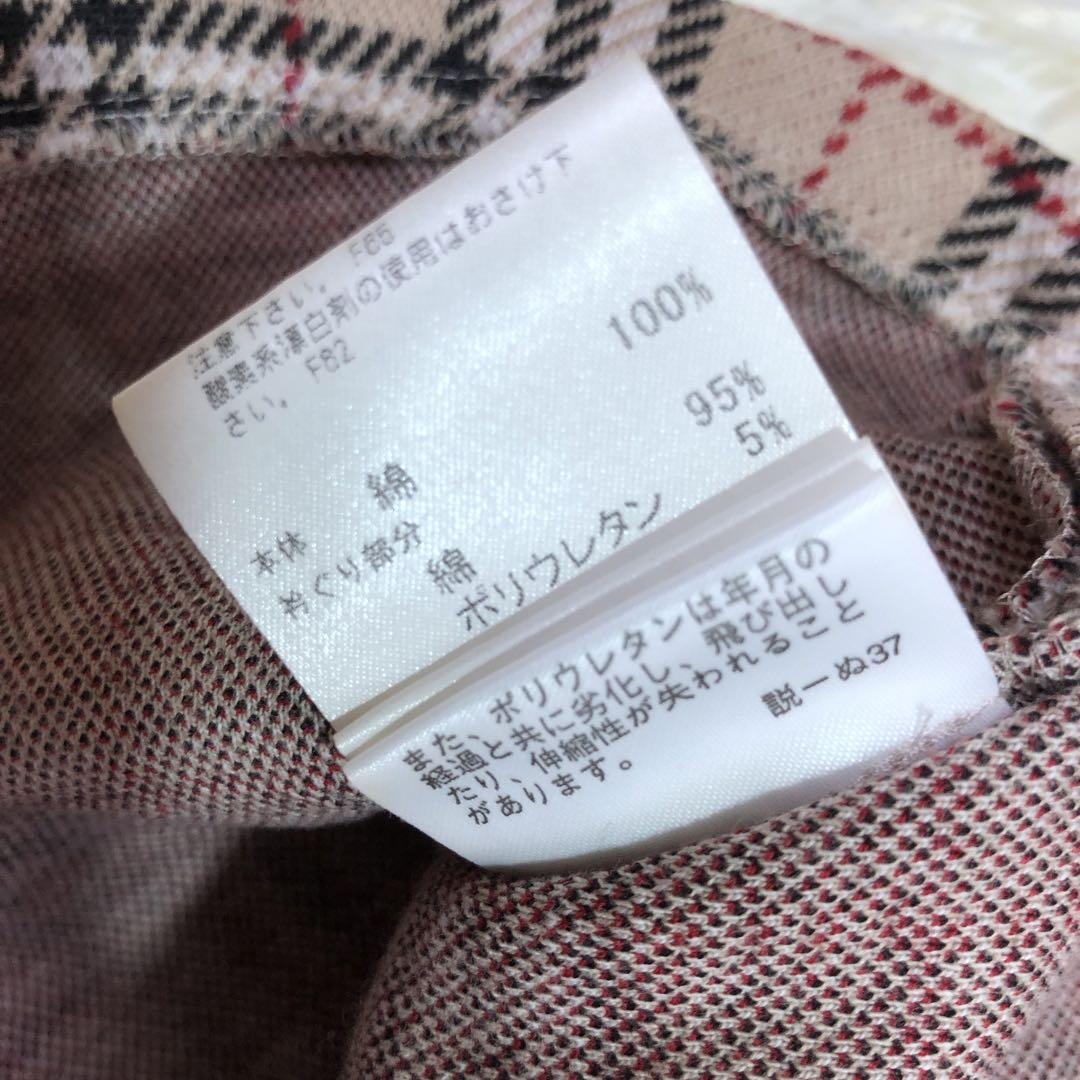 注意下さい。 F66
酸素系漂白剤の使用はおさけ下
さい。 F82
本体
綿 100%
衿ぐり部分
綿 95%
ポリウレタン 5%
また、ポリウレタンは年月の
経過と共に劣化し、飛び出し
たり、伸縮性が失われること
があります。
説ーぬ37